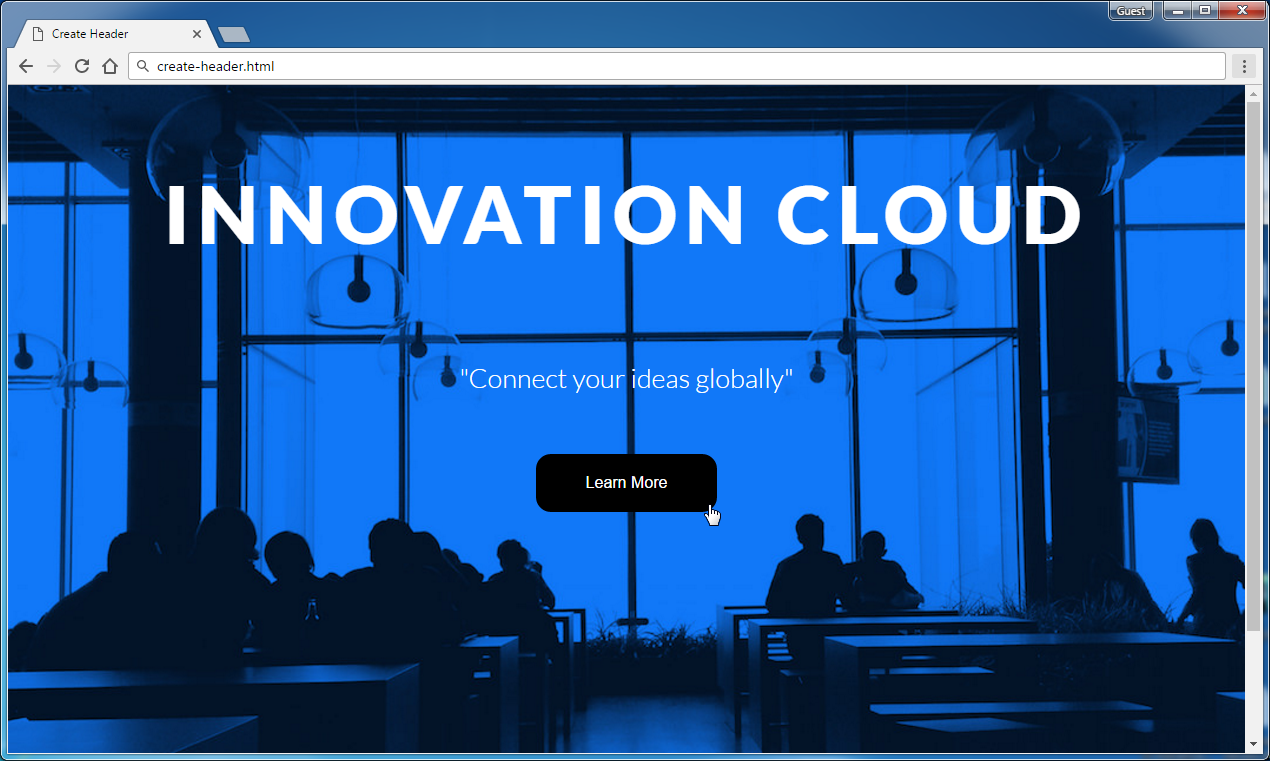 Guest
Create Header
create-header.html
INNOVATION CLOUD
"Connect your ideas globally"
Learn More